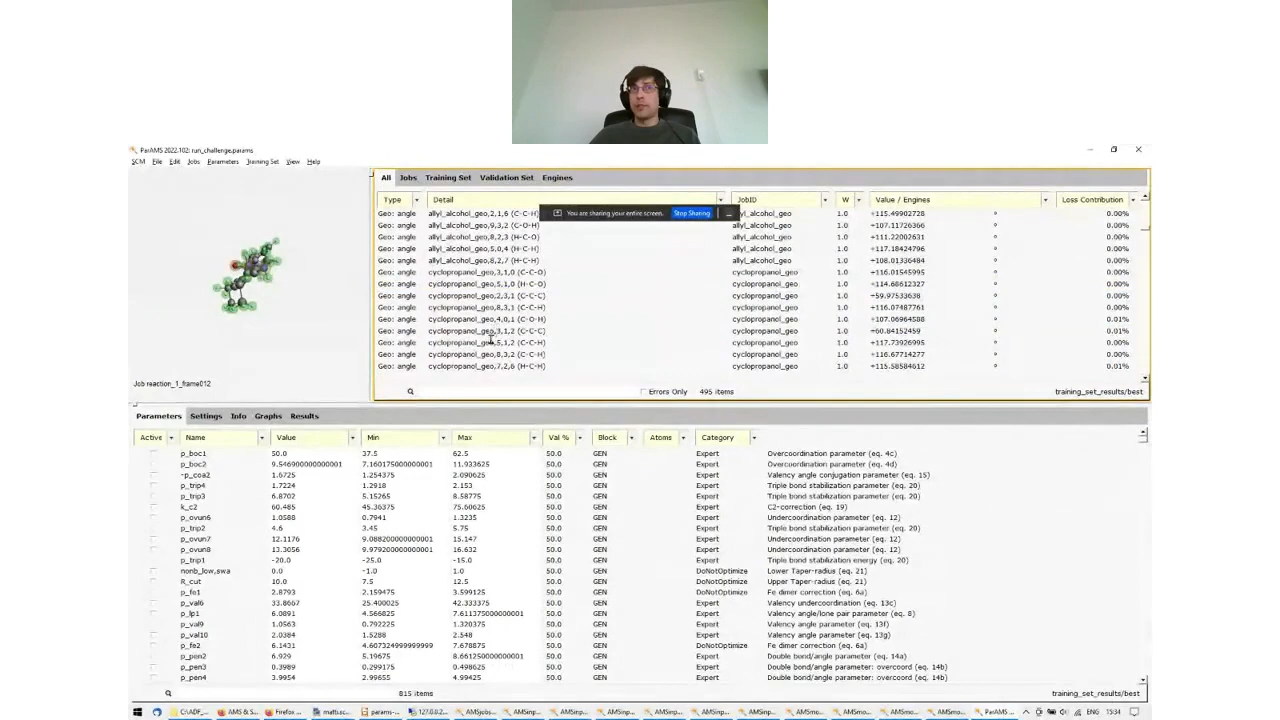 ParAMS 2022.102: run_challenge.params
SCM File Edit Jobs Parameters Training Set View Help
All Jobs Training Set Validation Set Engines
Type Detail JobID W Value / Engines Loss Contribution
You are sharing your entire screen. Stop Sharing
Geo: angle allyl_alcohol_geo,2,1,6 (C-C-H) allyl_alcohol_geo 1.0 +115.49902728 ° 0.00%
Geo: angle allyl_alcohol_geo,9,3,2 (C-O-H) allyl_alcohol_geo 1.0 +107.11726366 ° 0.00%
Geo: angle allyl_alcohol_geo,8,2,3 (H-C-O) allyl_alcohol_geo 1.0 +111.22002631 ° 0.00%
Geo: angle allyl_alcohol_geo,5,0,4 (H-C-H) allyl_alcohol_geo 1.0 +117.18424796 ° 0.00%
Geo: angle allyl_alcohol_geo,8,2,7 (H-C-H) allyl_alcohol_geo 1.0 +108.01336484 ° 0.00%
Geo: angle cyclopropanol_geo,3,1,0 (C-C-O) cyclopropanol_geo 1.0 +116.01545995 ° 0.00%
Geo: angle cyclopropanol_geo,5,1,0 (H-C-O) cyclopropanol_geo 1.0 +114.68612327 ° 0.00%
Geo: angle cyclopropanol_geo,2,3,1 (C-C-C) cyclopropanol_geo 1.0 +59.97533638 ° 0.00%
Geo: angle cyclopropanol_geo,8,3,1 (C-C-H) cyclopropanol_geo 1.0 +116.07487761 ° 0.00%
Geo: angle cyclopropanol_geo,4,0,1 (C-O-H) cyclopropanol_geo 1.0 +107.06964588 ° 0.01%
Geo: angle cyclopropanol_geo,3,1,2 (C-C-C) cyclopropanol_geo 1.0 +60.84152459 ° 0.01%
Geo: angle cyclopropanol_geo,5,1,2 (C-C-H) cyclopropanol_geo 1.0 +117.73926995 ° 0.00%
Geo: angle cyclopropanol_geo,8,3,2 (C-C-H) cyclopropanol_geo 1.0 +116.67714277 ° 0.00%
Geo: angle cyclopropanol_geo,7,2,6 (H-C-H) cyclopropanol_geo 1.0 +115.58584612 ° 0.01%
Job reaction_1_frame012
Errors Only 495 items training_set_results/best
Parameters Settings Info Graphs Results
Active Name Value Min Max Val % Block Atoms Category
p_boc1 50.0 37.5 62.5 50.0 GEN Expert Overcoordination parameter (eq. 4c)
p_boc2 9.546900000000001 7.160175000000001 11.933625 50.0 GEN Expert Overcoordination parameter (eq. 4d)
-p_coa2 1.6725 1.254375 2.090625 50.0 GEN Expert Valency angle conjugation parameter (eq. 15)
p_trip4 1.7224 1.2918 2.153 50.0 GEN Expert Triple bond stabilization parameter (eq. 20)
p_trip3 6.8702 5.15265 8.58775 50.0 GEN Expert Triple bond stabilization parameter (eq. 20)
k_c2 60.485 45.36375 75.60625 50.0 GEN Expert C2-correction (eq. 19)
p_ovun6 1.0588 0.7941 1.3235 50.0 GEN Expert Undercoordination parameter (eq. 12)
p_trip2 4.6 3.45 5.75 50.0 GEN Expert Triple bond stabilization parameter (eq. 20)
p_ovun7 12.1176 9.088200000000001 15.147 50.0 GEN Expert Undercoordination parameter (eq. 12)
p_ovun8 13.3056 9.979200000000001 16.632 50.0 GEN Expert Undercoordination parameter (eq. 12)
p_trip1 -20.0 -25.0 -15.0 50.0 GEN Expert Triple bond stabilization energy (eq. 20)
nonb_low,swa 0.0 -1.0 1.0 50.0 GEN DoNotOptimize Lower Taper-radius (eq. 21)
R_cut 10.0 7.5 12.5 50.0 GEN DoNotOptimize Upper Taper-radius (eq. 21)
p_fe1 2.8793 2.159475 3.599125 50.0 GEN DoNotOptimize Fe dimer correction (eq. 6a)
p_val6 33.8667 25.400025 42.333375 50.0 GEN Expert Valency undercoordination (eq. 13c)
p_lp1 6.0891 4.566825 7.611375000000001 50.0 GEN Expert Valency angle/lone pair parameter (eq. 8)
p_val9 1.0563 0.792225 1.320375 50.0 GEN Expert Valency angle parameter (eq. 13f)
p_val10 2.0384 1.5288 2.548 50.0 GEN Expert Valency angle parameter (eq. 13g)
p_fe2 6.1431 4.607324999999999 7.678875 50.0 GEN DoNotOptimize Fe dimer correction (eq. 6a)
p_pen2 6.929 5.19675 8.661250000000001 50.0 GEN Expert Double bond/angle parameter (eq. 14a)
p_pen3 0.3989 0.299175 0.498625 50.0 GEN Expert Double bond/angle parameter: overcoord (eq. 14b)
p_pen4 3.9954 2.99655 4.99425 50.0 GEN Expert Double bond/angle parameter: overcoord (eq. 14b)
815 items training_set_results/best
C:\ADF_... AMS & S... Firefox ... matti.sc... params-... 127.0.0... AMSjobs... AMSinp... AMSinp... AMSinp... AMSinp... AMSinp... AMSmo... AMSmo... AMSmo... AMSmo... ParAMS ... ENG 15:34